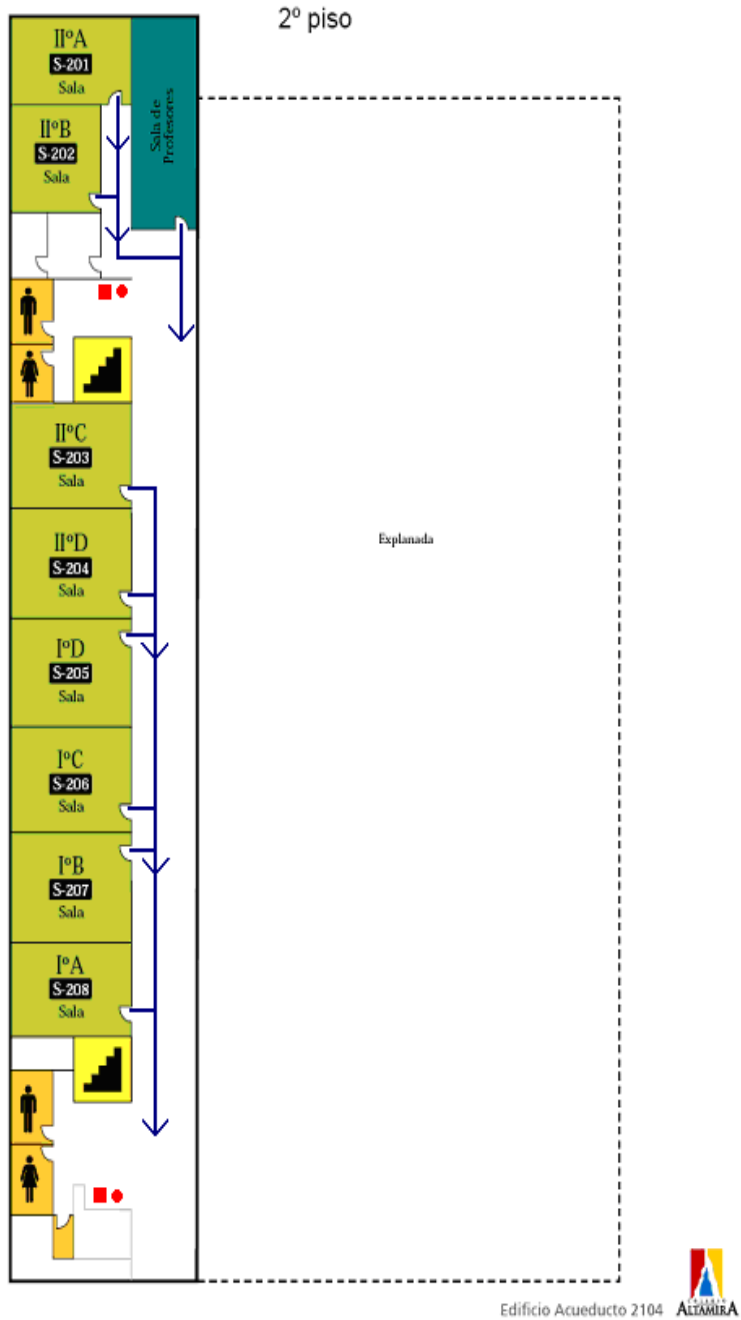 2º piso
IIºA
S-201
Sala
Sala de
Profesores
IIºB
S-202
Sala
IIºC
S-203
Sala
IIºD
S-204
Sala
Explanada
IºD
S-205
Sala
IºC
S-206
Sala
IºB
S-207
Sala
IºA
S-208
Sala
Edificio Acueducto 2104
COLEGIO
ALTAMIRA